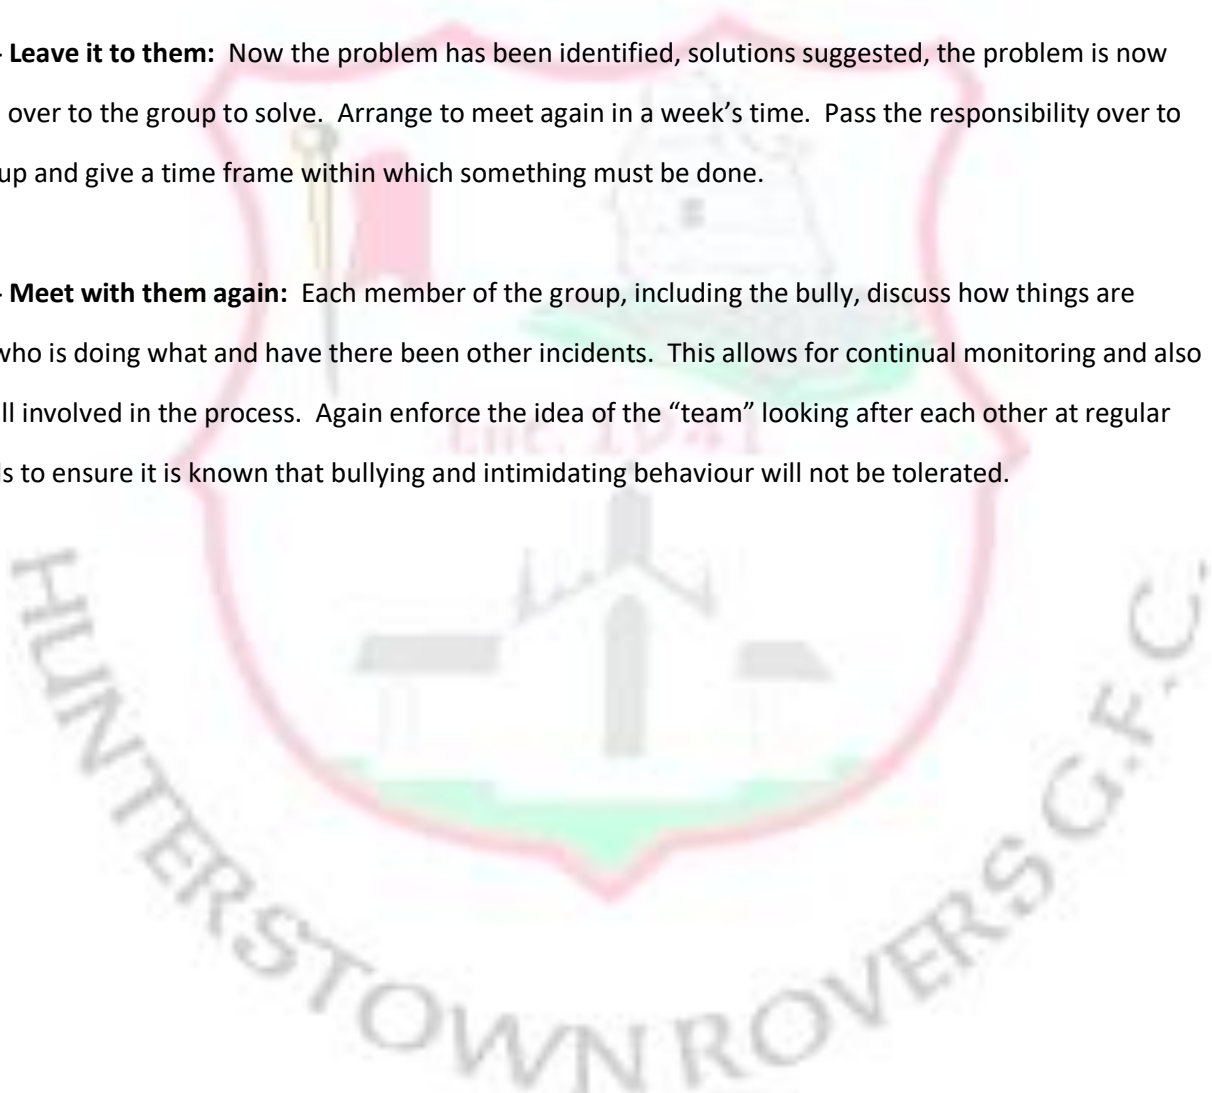 - Leave it to them: Now the problem has been identified, solutions suggested, the problem is now
over to the group to solve. Arrange to meet again in a week's time. Pass the responsibility over to
up and give a time frame within which something must be done.
- Meet with them again: Each member of the group, including the bully, discuss how things are
who is doing what and have there been other incidents. This allows for continual monitoring and also
ll involved in the process. Again enforce the idea of the “team” looking after each other at regular
ls to ensure it is known that bullying and intimidating behaviour will not be tolerated.
Est. 1941
HUNTERSTOWN ROVERS G.F.C.